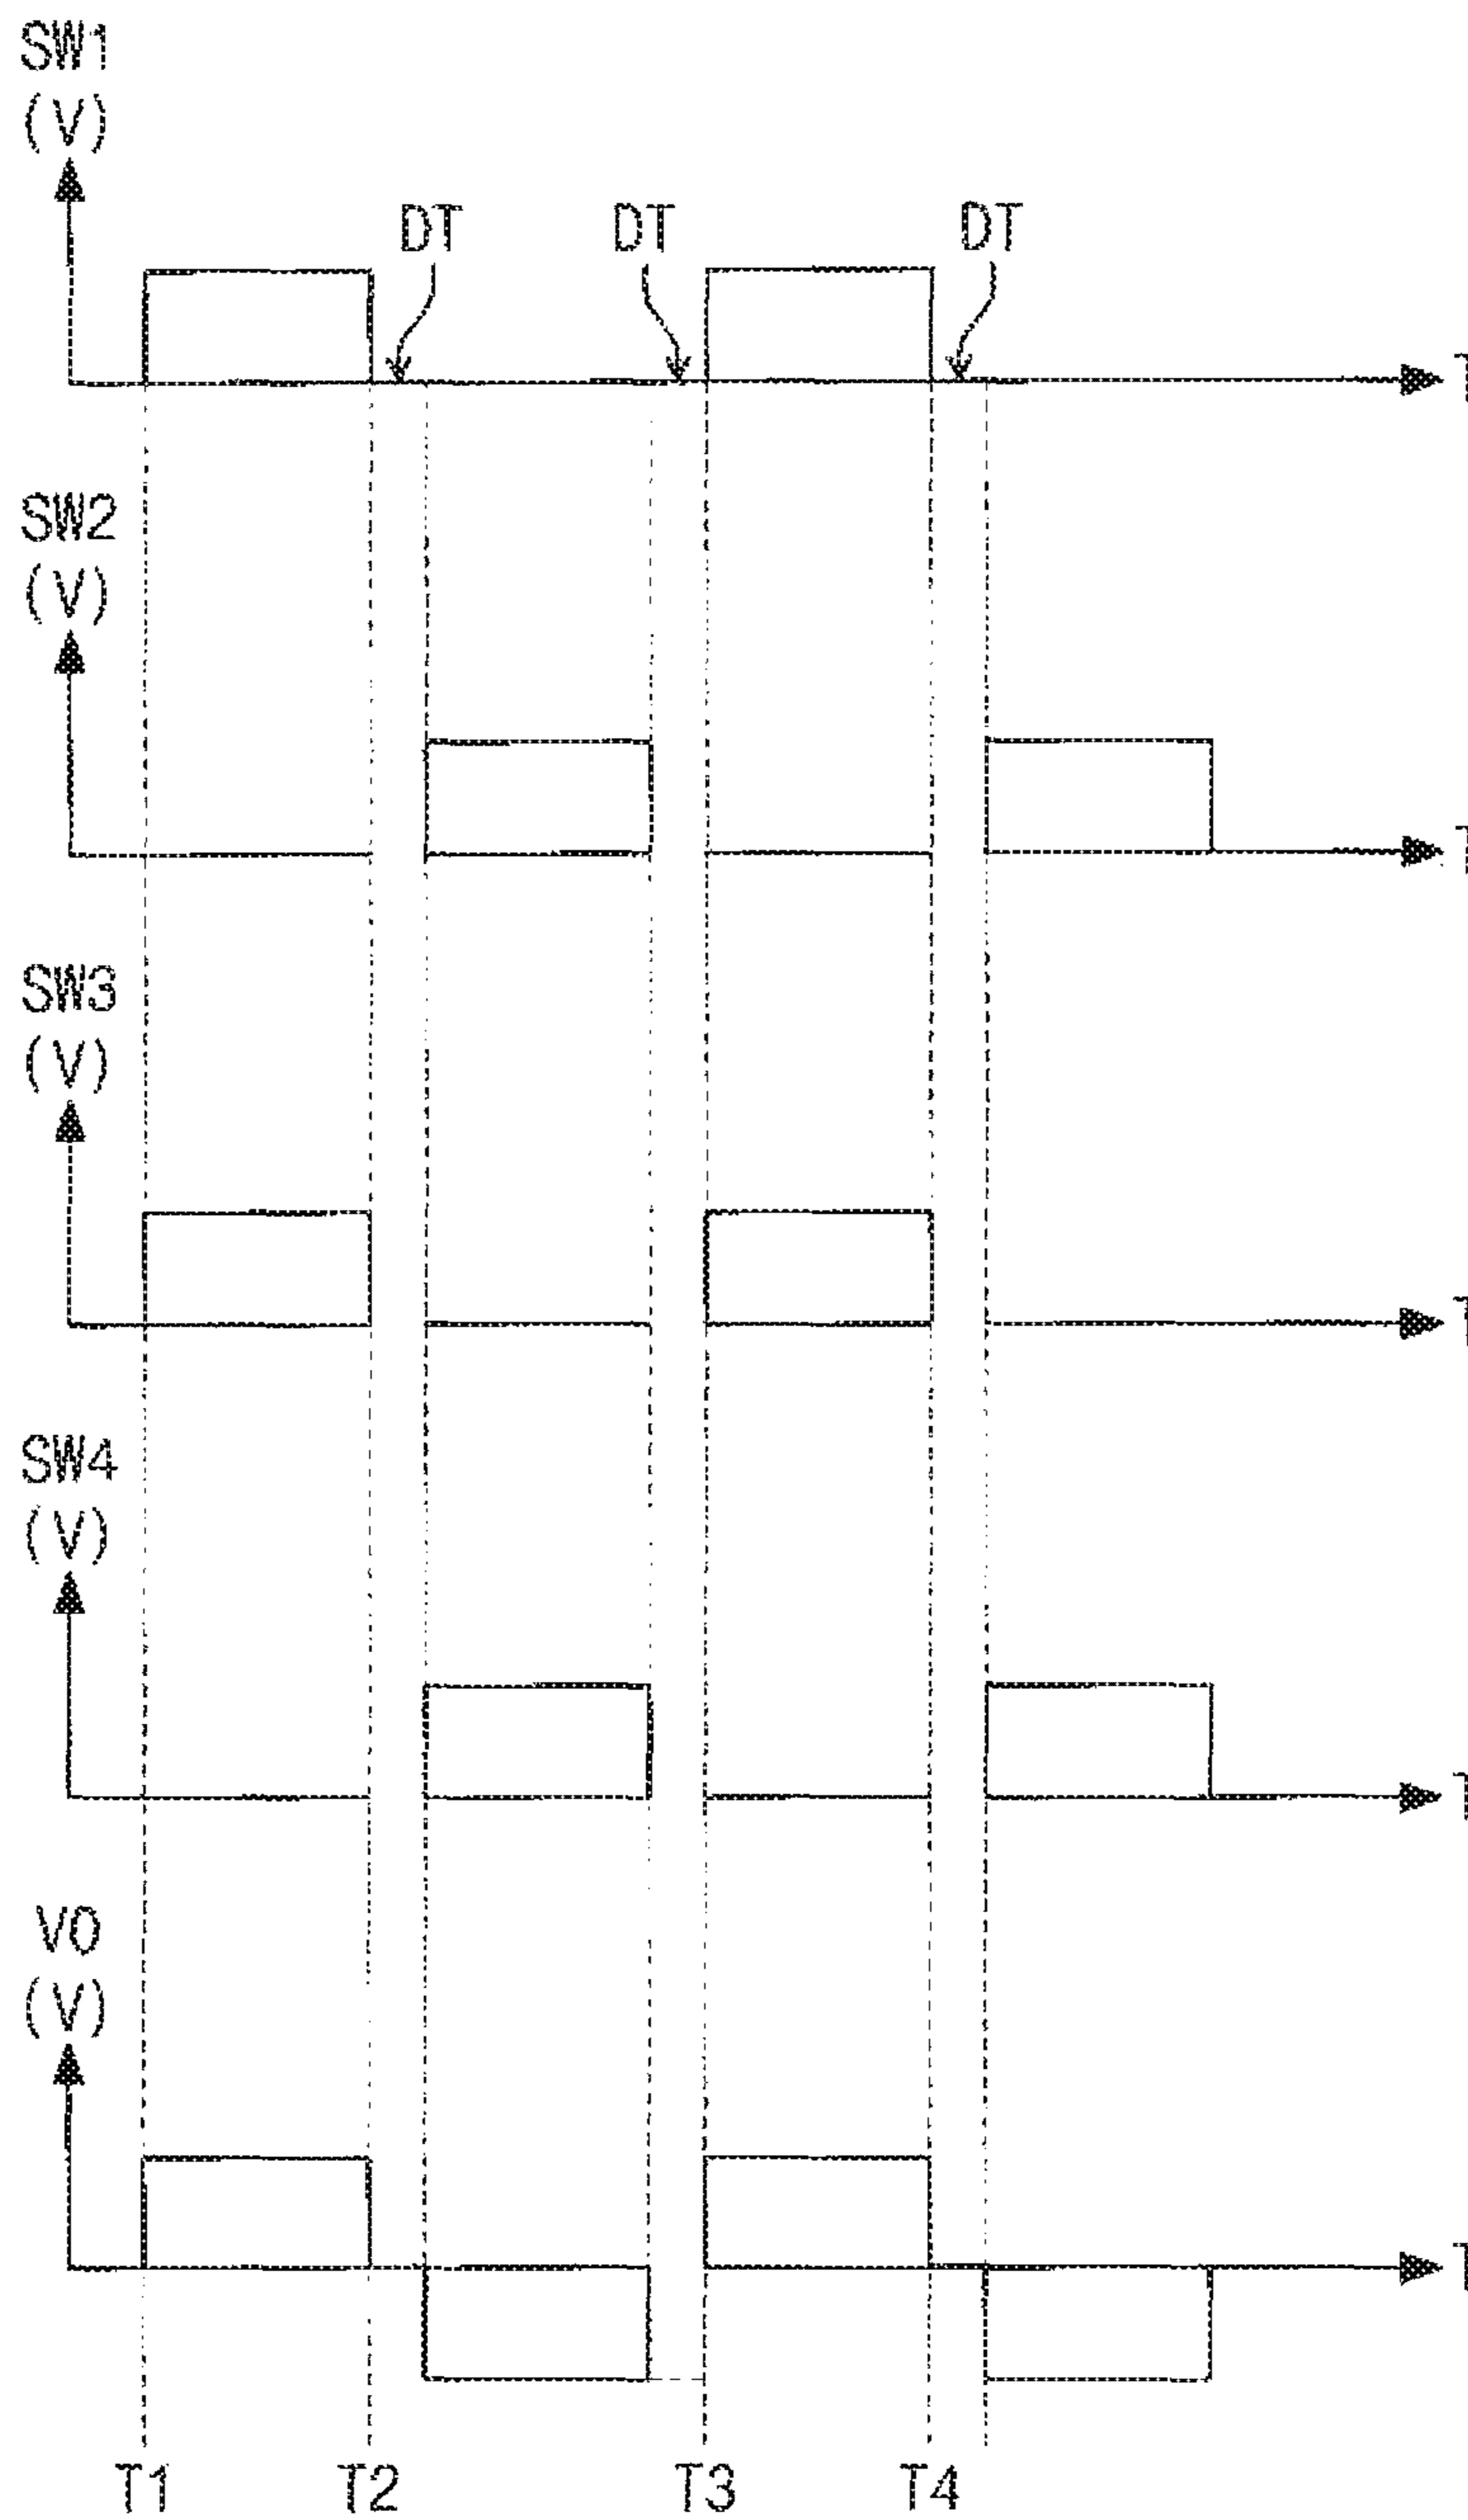 SW1
(V)
DT DT DT
T
SW2
(V)
T
SW3
(V)
T
SW4
(V)
T
VO
(V)
T
T1 T2 T3 T4